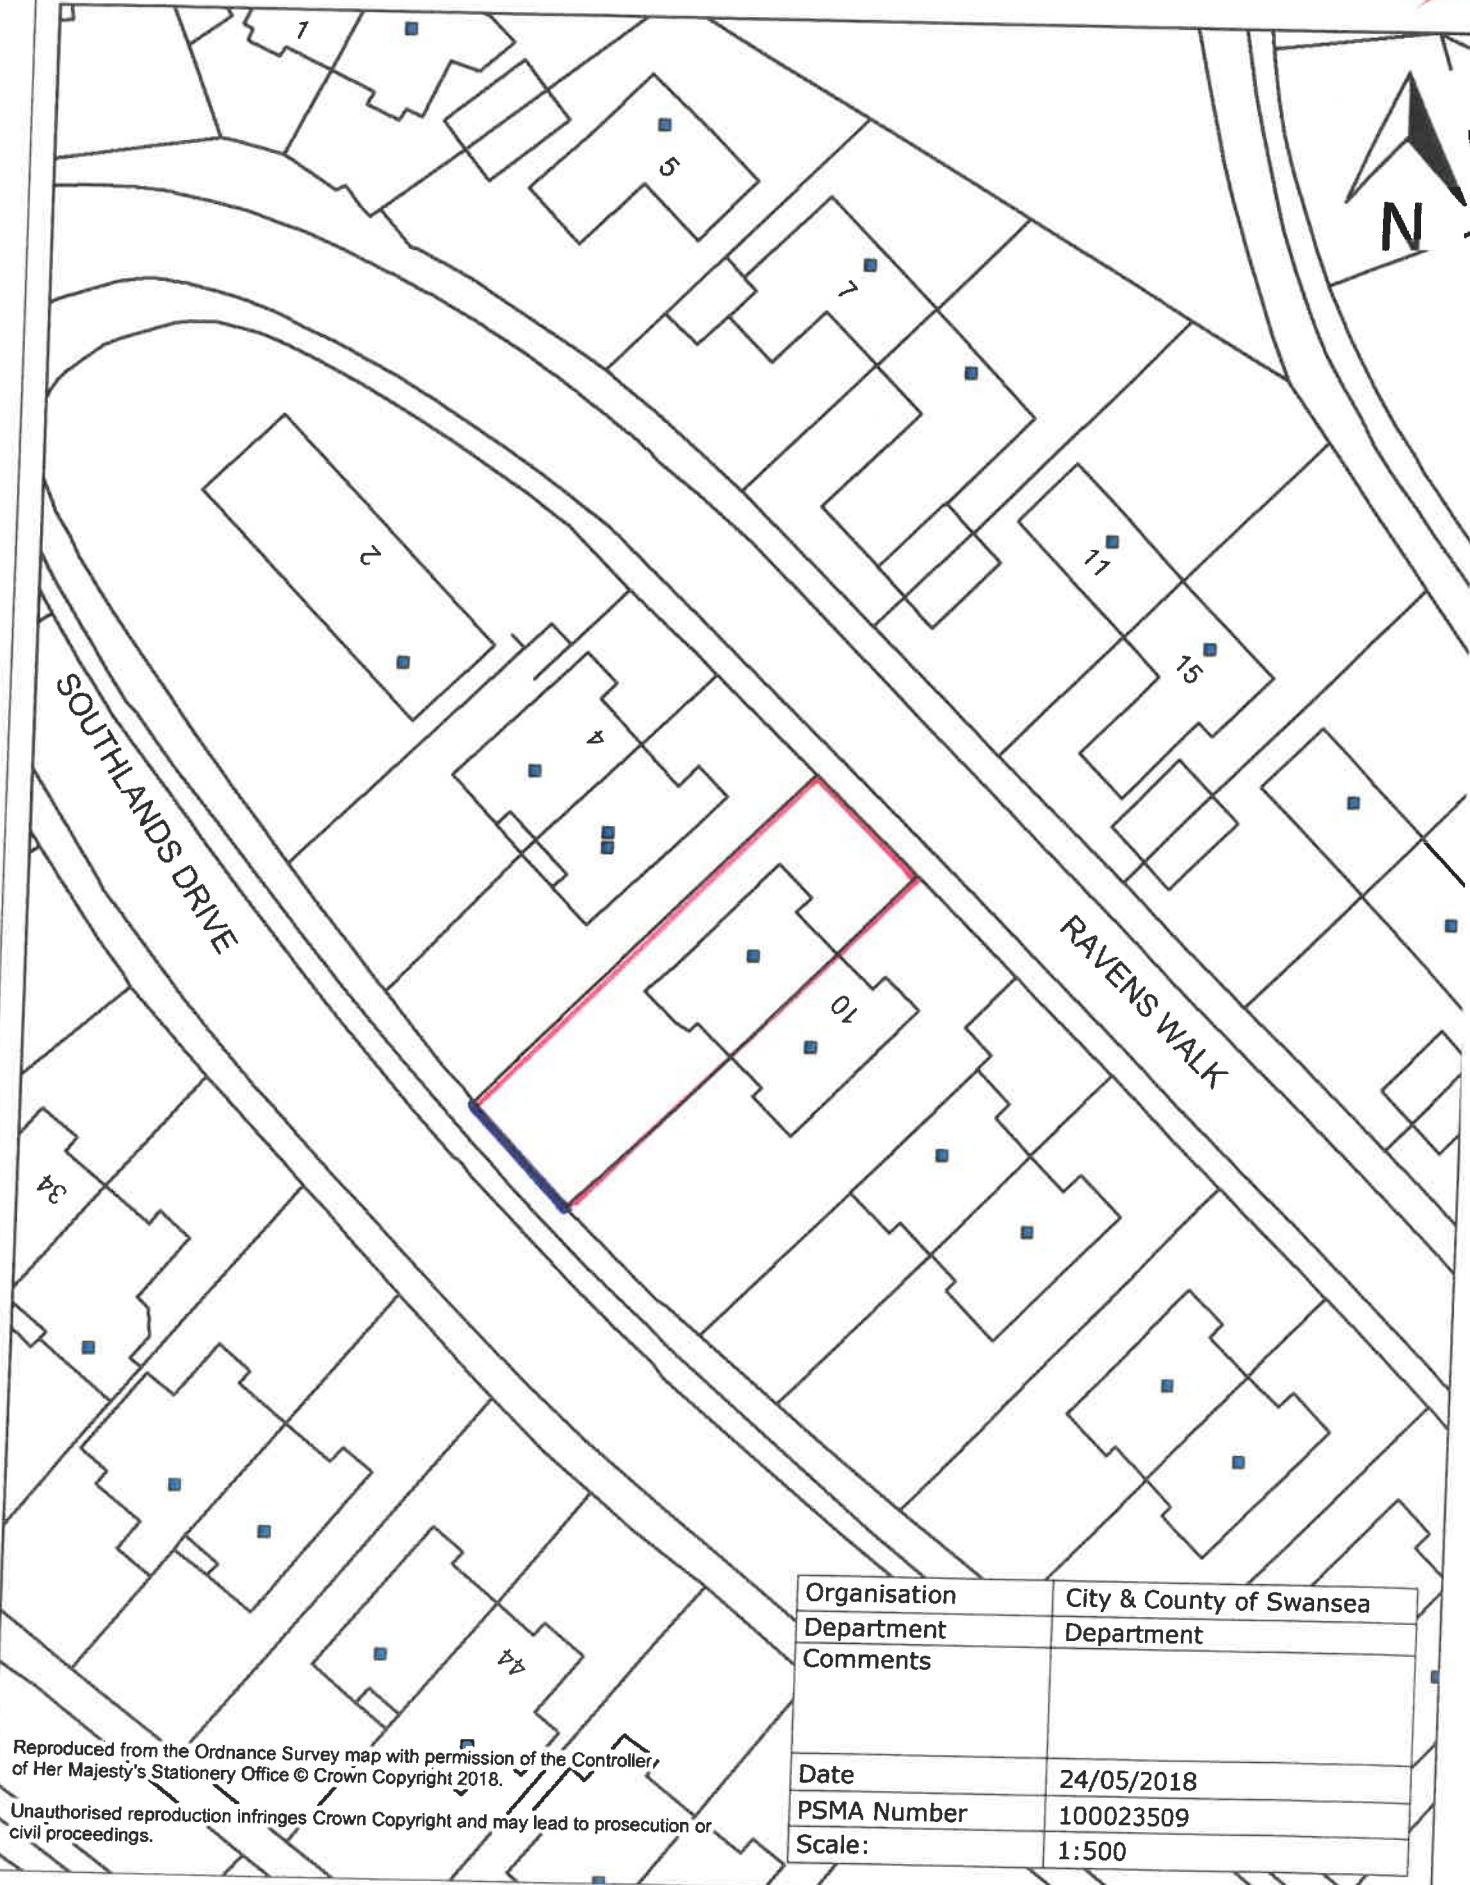 1
5
N
7
2
11
15
4
SOUTHLANDS DRIVE
10
RAVENS WALK
34
44
Organisation City & County of Swansea
Department Department
Comments
Date 24/05/2018
PSMA Number 100023509
Scale: 1:500
Reproduced from the Ordnance Survey map with permission of the Controller
of Her Majesty's Stationery Office © Crown Copyright 2018.
Unauthorised reproduction infringes Crown Copyright and may lead to prosecution or
civil proceedings.